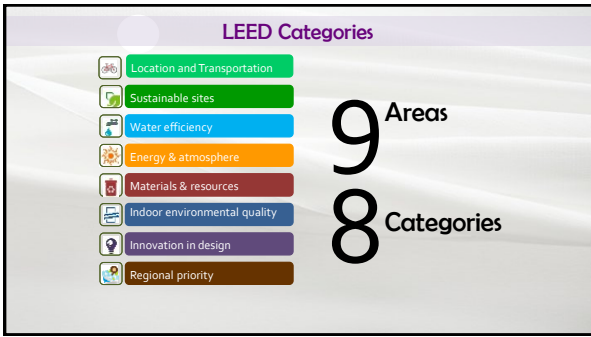 LEED Categories
Location and Transportation
Sustainable sites
Water efficiency
Energy & atmosphere
Materials & resources
Indoor environmental quality
Innovation in design
Regional priority
9 Areas
8 Categories